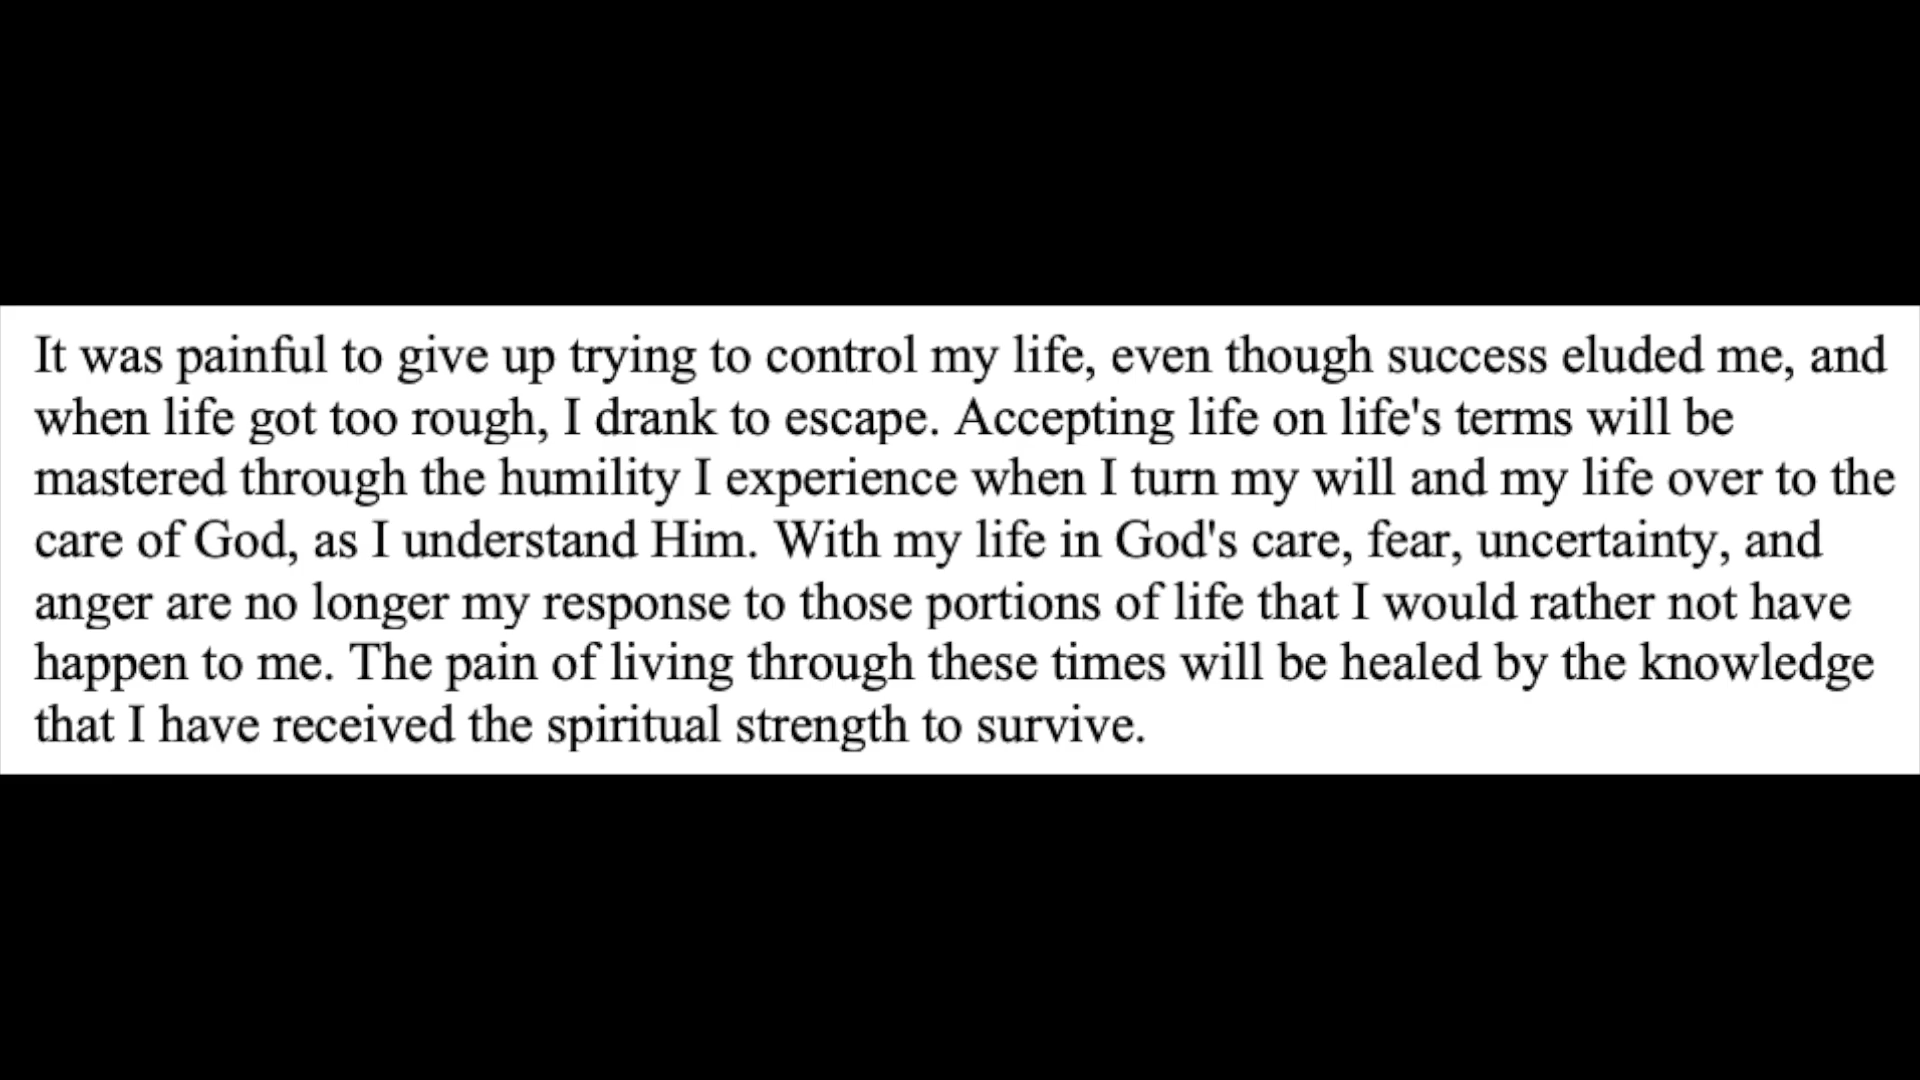 It was painful to give up trying to control my life, even though success eluded me, and
when life got too rough, I drank to escape. Accepting life on life's terms will be
mastered through the humility I experience when I turn my will and my life over to the
care of God, as I understand Him. With my life in God's care, fear, uncertainty, and
anger are no longer my response to those portions of life that I would rather not have
happen to me. The pain of living through these times will be healed by the knowledge
that I have received the spiritual strength to survive.